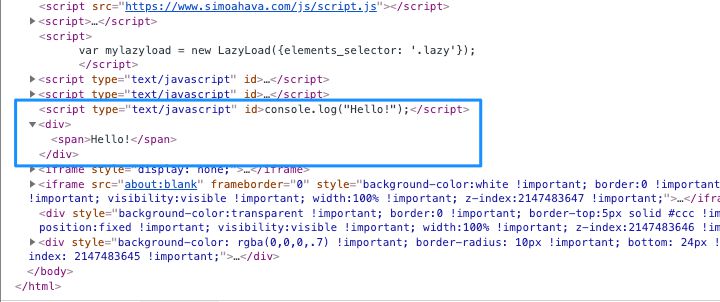 <script src="https://www.simoahava.com/js/script.js"></script>
▶<script>…</script>
<script>
var mylazyload = new LazyLoad({elements_selector: '.lazy'});
</script>
▶<script type="text/javascript" id>…</script>
▶<script type="text/javascript" id>…</script>
<script type="text/javascript" id>console.log("Hello!");</script>
▼<div>
<span>Hello!</span>
</div>
▶<iframe style="display: none;">…</iframe>
▶<iframe src="about:blank" frameborder="0" style="background-color:white !important; border:0 !important
!important; visibility:visible !important; width:100% !important; z-index:2147483647 !important;">…</ifra
<div style="background-color:transparent !important; border:0 !important; border-top:5px solid #ccc !im
position:fixed !important; visibility:visible !important; width:100% !important; z-index:2147483646 !im
▶<div style="background-color: rgba(0,0,0,.7) !important; border-radius: 10px !important; bottom: 24px !
index: 2147483645 !important;">…</div>
</body>
</html>